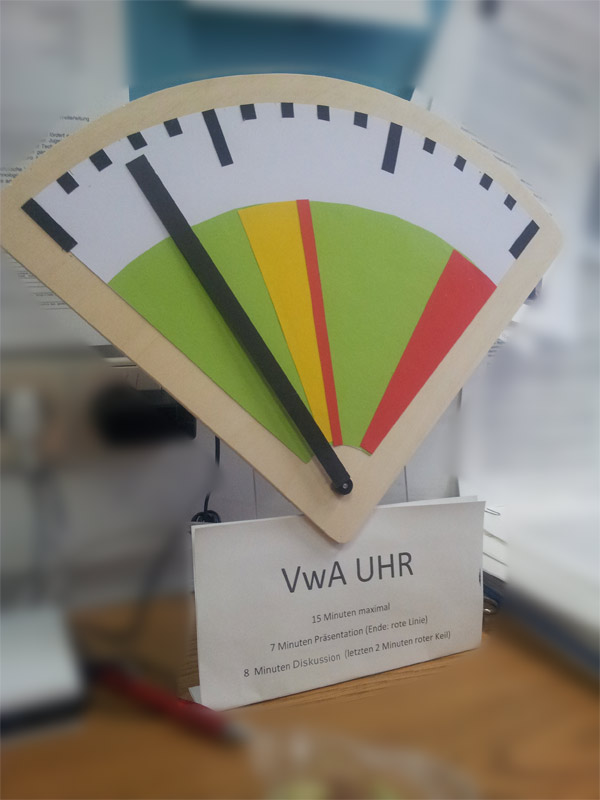 VwA UHR
15 Minuten maximal
7 Minuten Präsentation (Ende: rote Linie)
8 Minuten Diskussion (letzten 2 Minuten roter Keil)